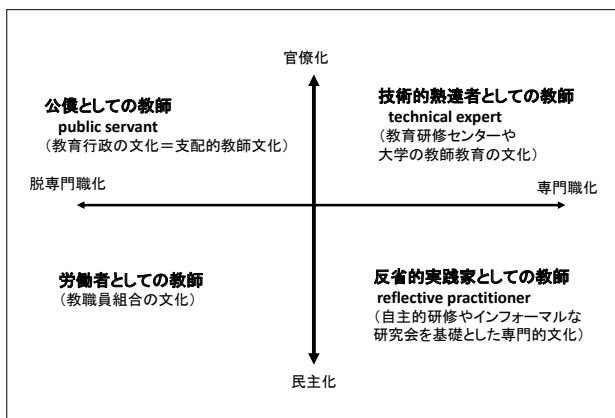 官僚化
公僕としての教師
public servant
（教育行政の文化＝支配的教師文化）
技術的熟達者としての教師
technical expert
（教育研修センターや
大学の教師教育の文化）
脱専門職化
専門職化
労働者としての教師
（教職員組合の文化）
反省的実践家としての教師
reflective practitioner
（自主的研修やインフォーマルな
研究会を基礎とした専門的文化）
民主化